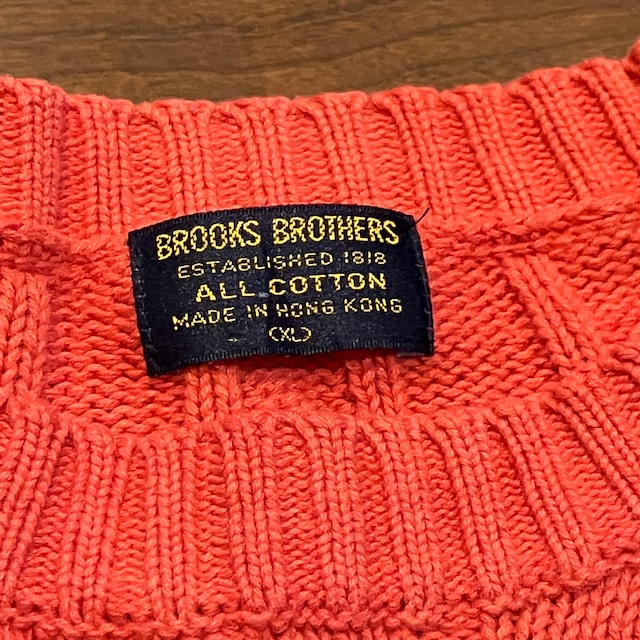 BROOKS BROTHERS
ESTABLISHED 1818
ALL COTTON
MADE IN HONG KONG
(XL)